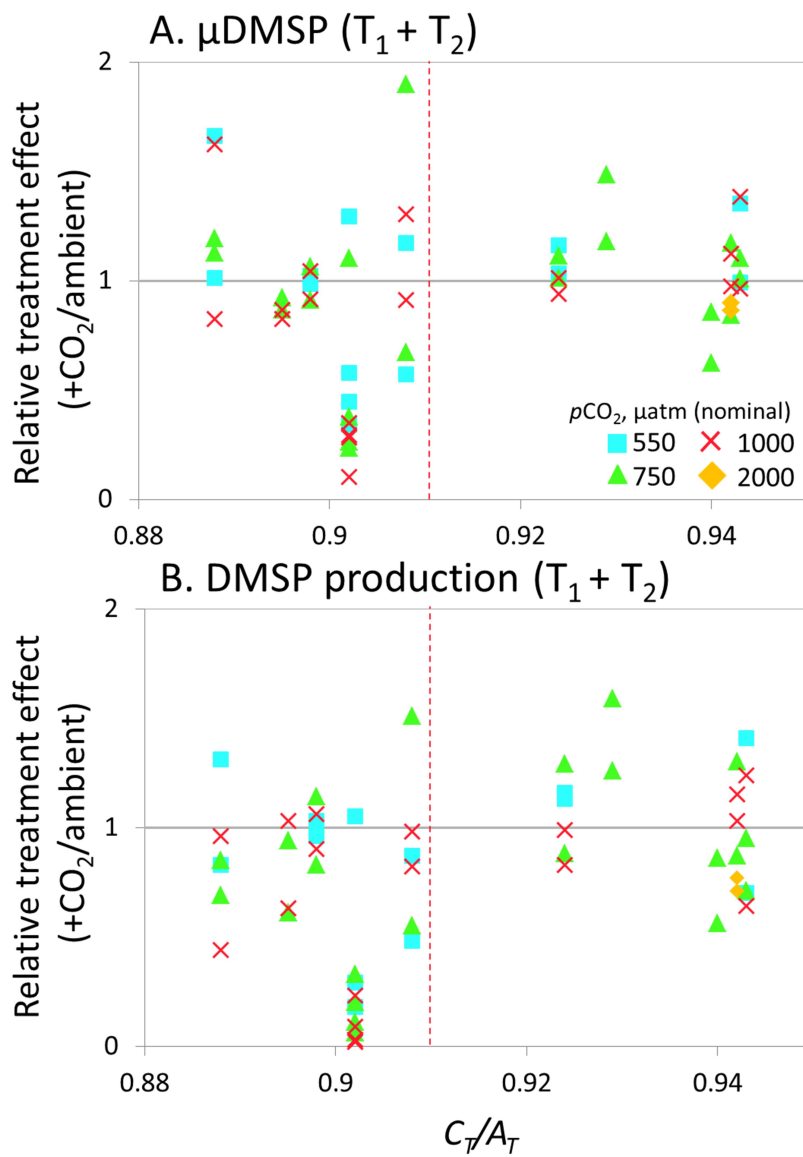 A. μDMSP (T₁ + T₂)
Relative treatment effect
(+CO₂/ambient)
2
1
0
pCO₂, μatm (nominal)
550 1000
750 2000
0.88 0.9 0.92 0.94
B. DMSP production (T₁ + T₂)
Relative treatment effect
(+CO₂/ambient)
2
1
0
0.88 0.9 0.92 0.94
C_T/A_T